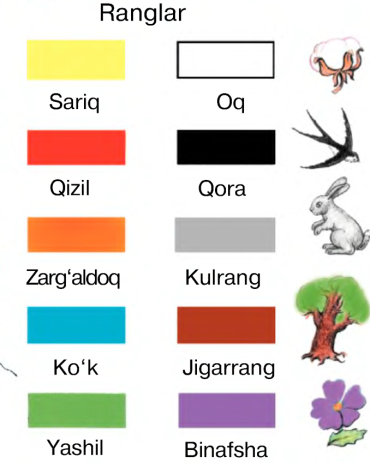 Ranglar
Sariq Oq
Qizil Qora
Zarg‘aldoq Kulrang
Ko‘k Jigarrang
Yashil Binafsha